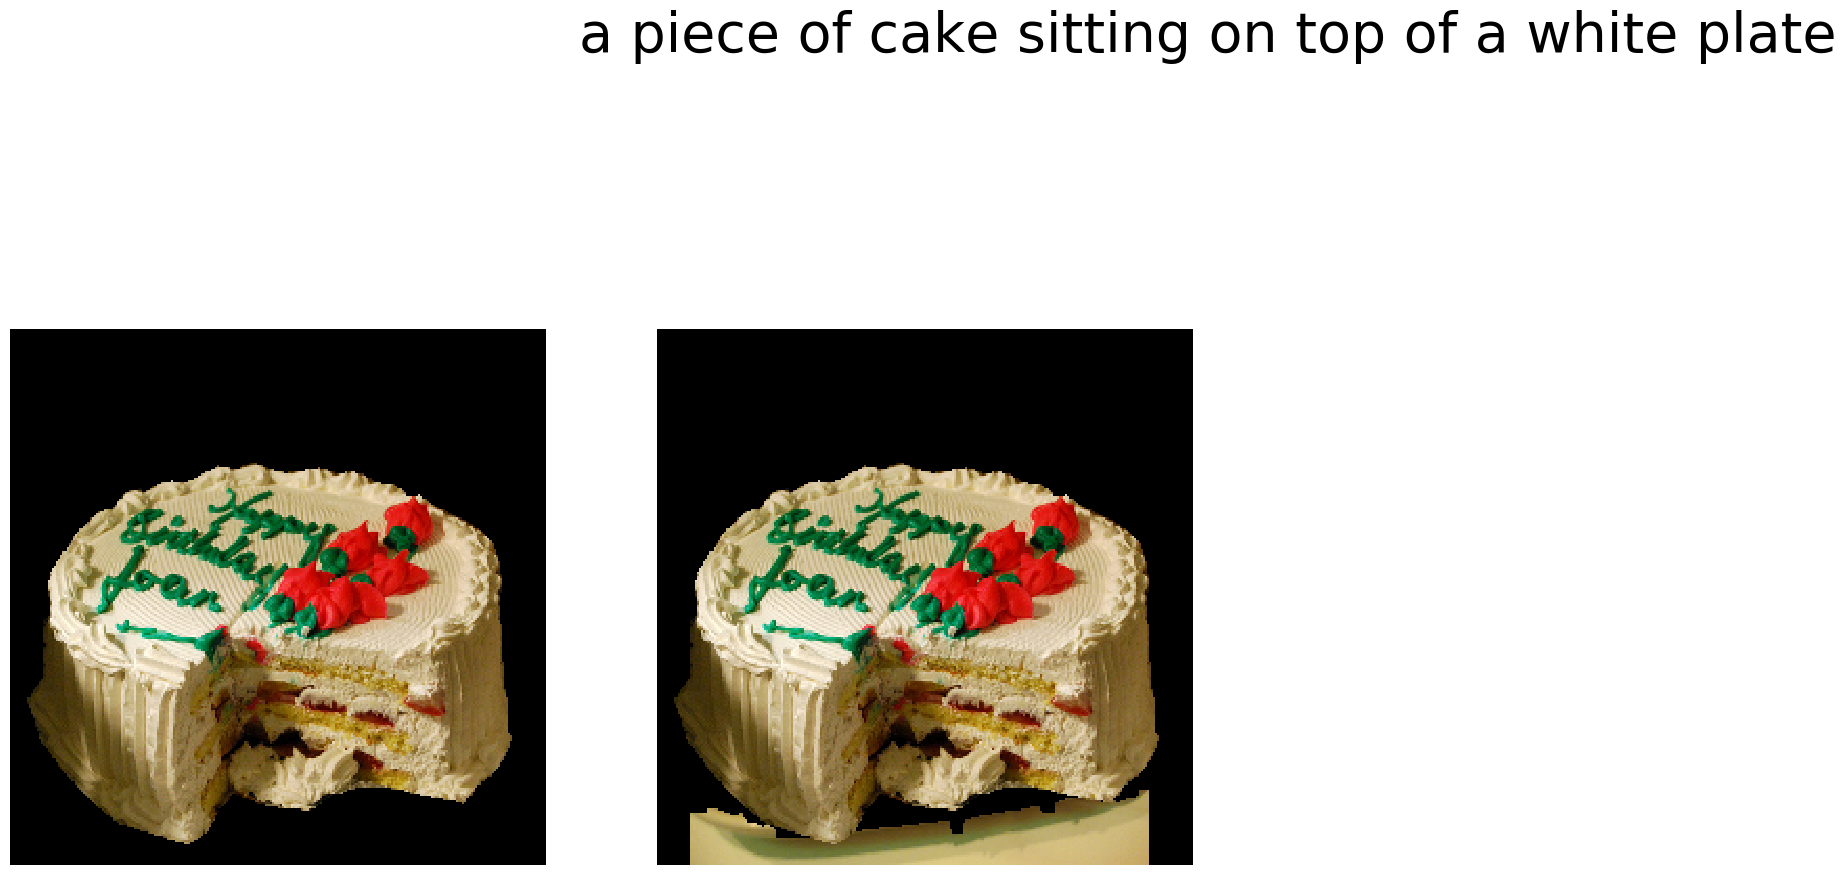 a piece of cake sitting on top of a white plate
Happy
Birthday
Joan
Happy
Birthday
Joan